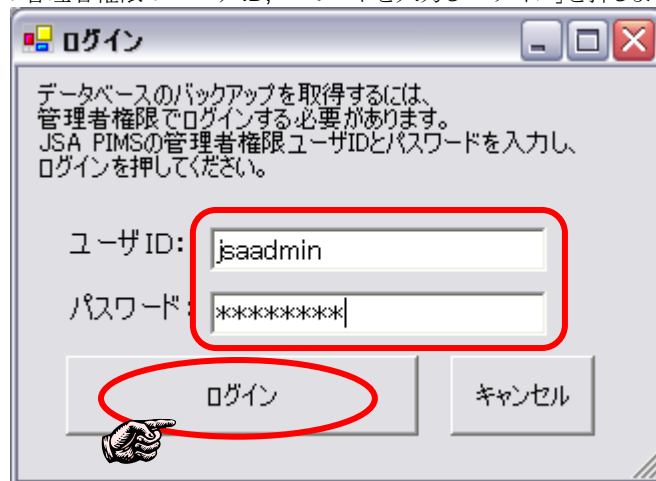 ログイン
データベースのバックアップを取得するには、
管理者権限でログインする必要があります。
JSA PIMSの管理者権限ユーザIDとパスワードを入力し、
ログインを押してください。
ユーザID:
jsaadmin
パスワード:
********
ログイン
キャンセル